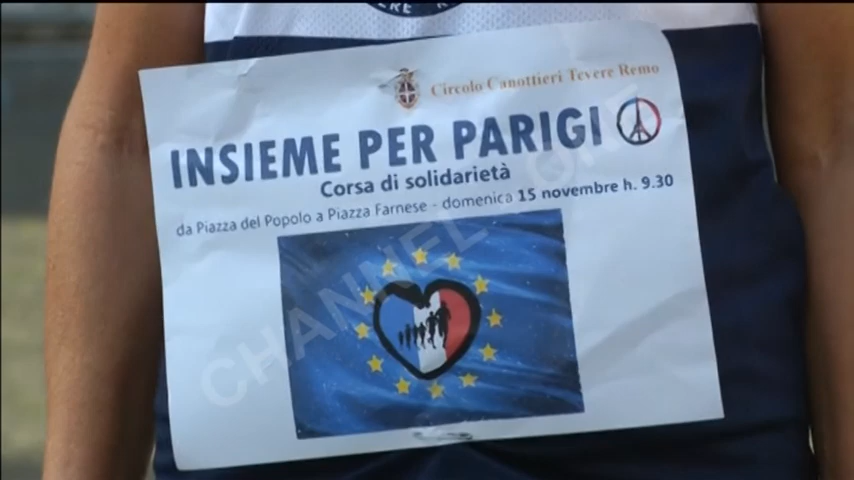 Circolo Canottieri Tevere Remo
INSIEME PER PARIGI
Corsa di solidarietà
da Piazza del Popolo a Piazza Farnese - domenica 15 novembre h. 9.30
CHANNEL